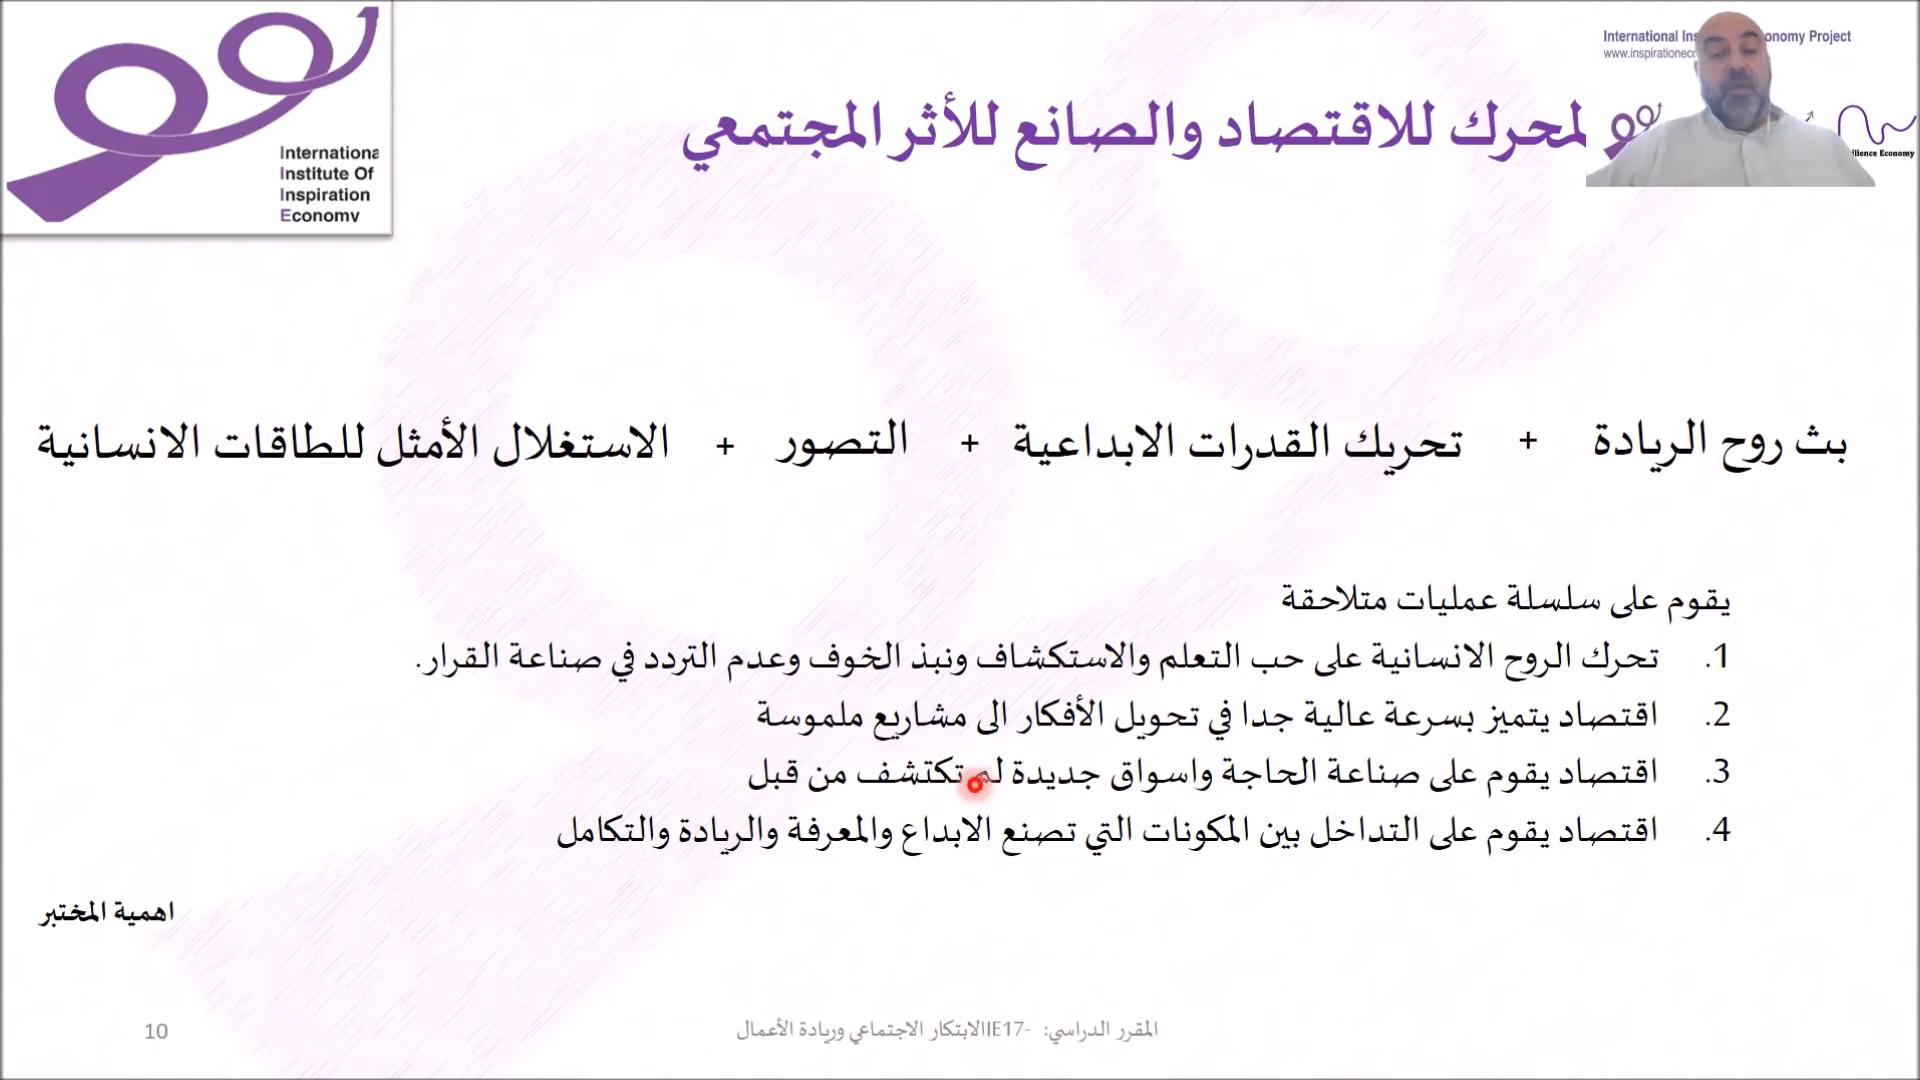 Internationa
Institute Of
Inspiration
Economy
International Ins onomy Project
www.inspirationec
ilience Economy
لمحرك للاقتصاد والصانع للأثر المجتمعي
بث روح الريادة + تحريك القدرات الابداعية + التصور + الاستغلال الأمثل للطاقات الانسانية
يقوم على سلسلة عمليات متلاحقة
1. تحرك الروح الانسانية على حب التعلم والاستكشاف ونبذ الخوف وعدم التردد في صناعة القرار.
2. اقتصاد يتميز بسرعة عالية جدا في تحويل الأفكار الى مشاريع ملموسة
3. اقتصاد يقوم على صناعة الحاجة واسواق جديدة لم تكتشف من قبل
4. اقتصاد يقوم على التداخل بين المكونات التي تصنع الابداع والمعرفة والريادة والتكامل
اهمية المختبر
المقرر الدراسي: -IIE17الابتكار الاجتماعي وريادة الأعمال
10